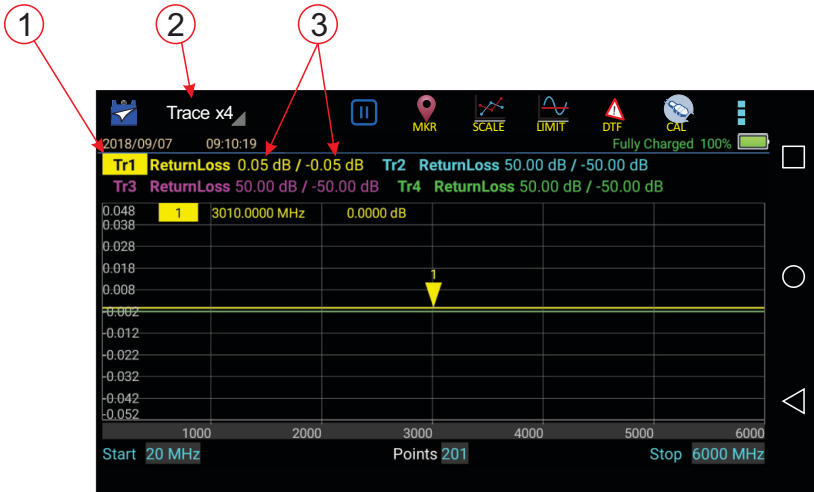 1 2 3
Trace x4
MKR SCALE LIMIT DTF CAL
2018/09/07 09:10:19 Fully Charged 100%
Tr1 ReturnLoss 0.05 dB / -0.05 dB Tr2 ReturnLoss 50.00 dB / -50.00 dB
Tr3 ReturnLoss 50.00 dB / -50.00 dB Tr4 ReturnLoss 50.00 dB / -50.00 dB
0.048 1 3010.0000 MHz 0.0000 dB
0.038
0.028
0.018
1
0.008
-0.002
-0.012
-0.022
-0.032
-0.042
-0.052
1000 2000 3000 4000 5000 6000
Start 20 MHz Points 201 Stop 6000 MHz